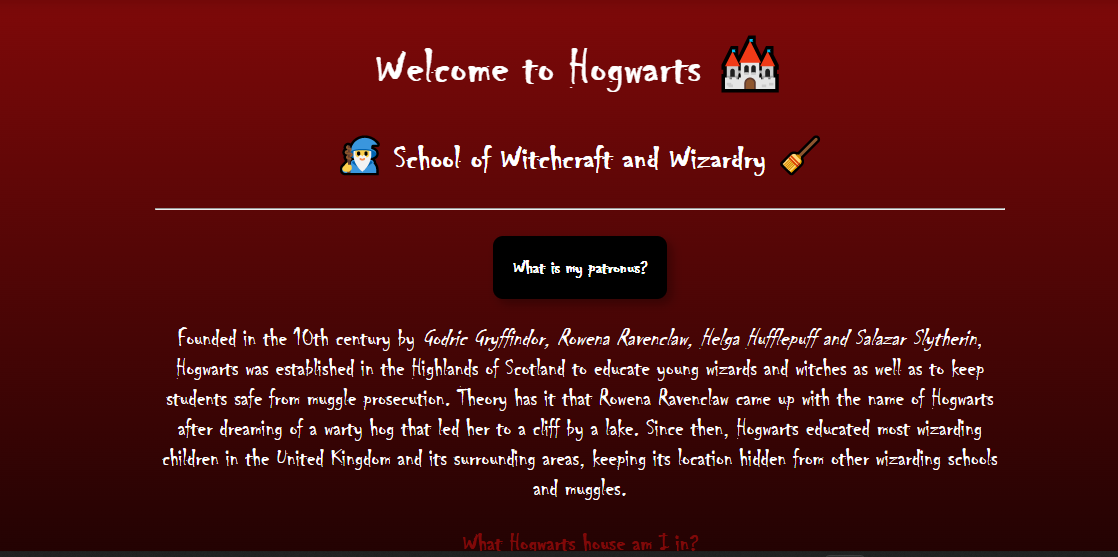 Welcome to Hogwarts
School of Witchcraft and Wizardry
What is my patronus?
Founded in the 10th century by Godric Gryffindor, Rowena Ravenclaw, Helga Hufflepuff and Salazar Slytherin,
Hogwarts was established in the Highlands of Scotland to educate young wizards and witches as well as to keep
students safe from muggle prosecution. Theory has it that Rowena Ravenclaw came up with the name of Hogwarts
after dreaming of a warty hog that led her to a cliff by a lake. Since then, Hogwarts educated most wizarding
children in the United Kingdom and its surrounding areas, keeping its location hidden from other wizarding schools
and muggles.
What Hogwarts house am I in?